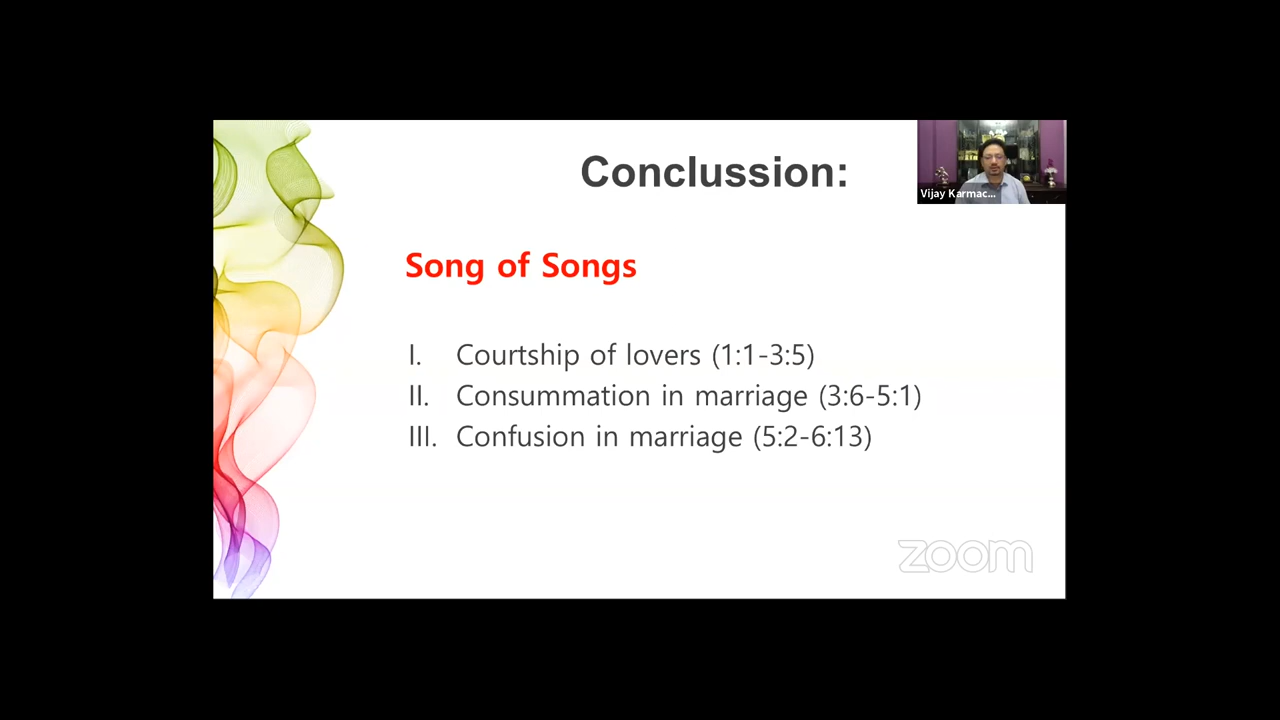 Conclussion:
Vijay Karmac...
Song of Songs
I. Courtship of lovers (1:1-3:5)
II. Consummation in marriage (3:6-5:1)
III. Confusion in marriage (5:2-6:13)
zoom